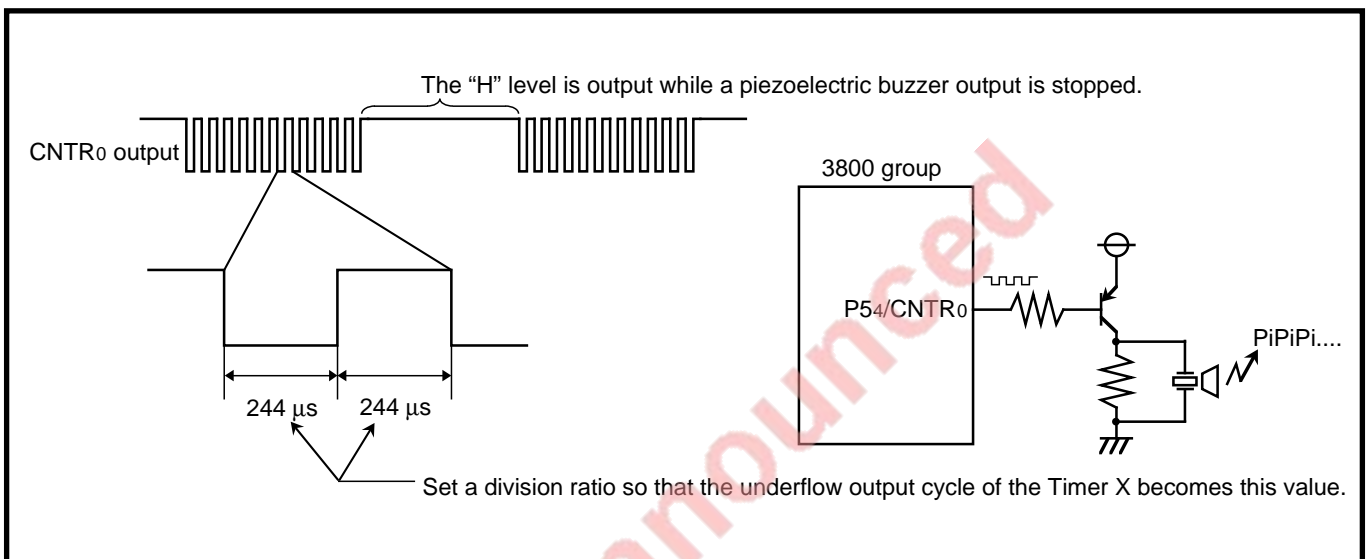 The “H” level is output while a piezoelectric buzzer output is stopped.
CNTR0 output
3800 group
P54/CNTR0
PiPiPi....
244 μs 244 μs
Set a division ratio so that the underflow output cycle of the Timer X becomes this value.
nounced